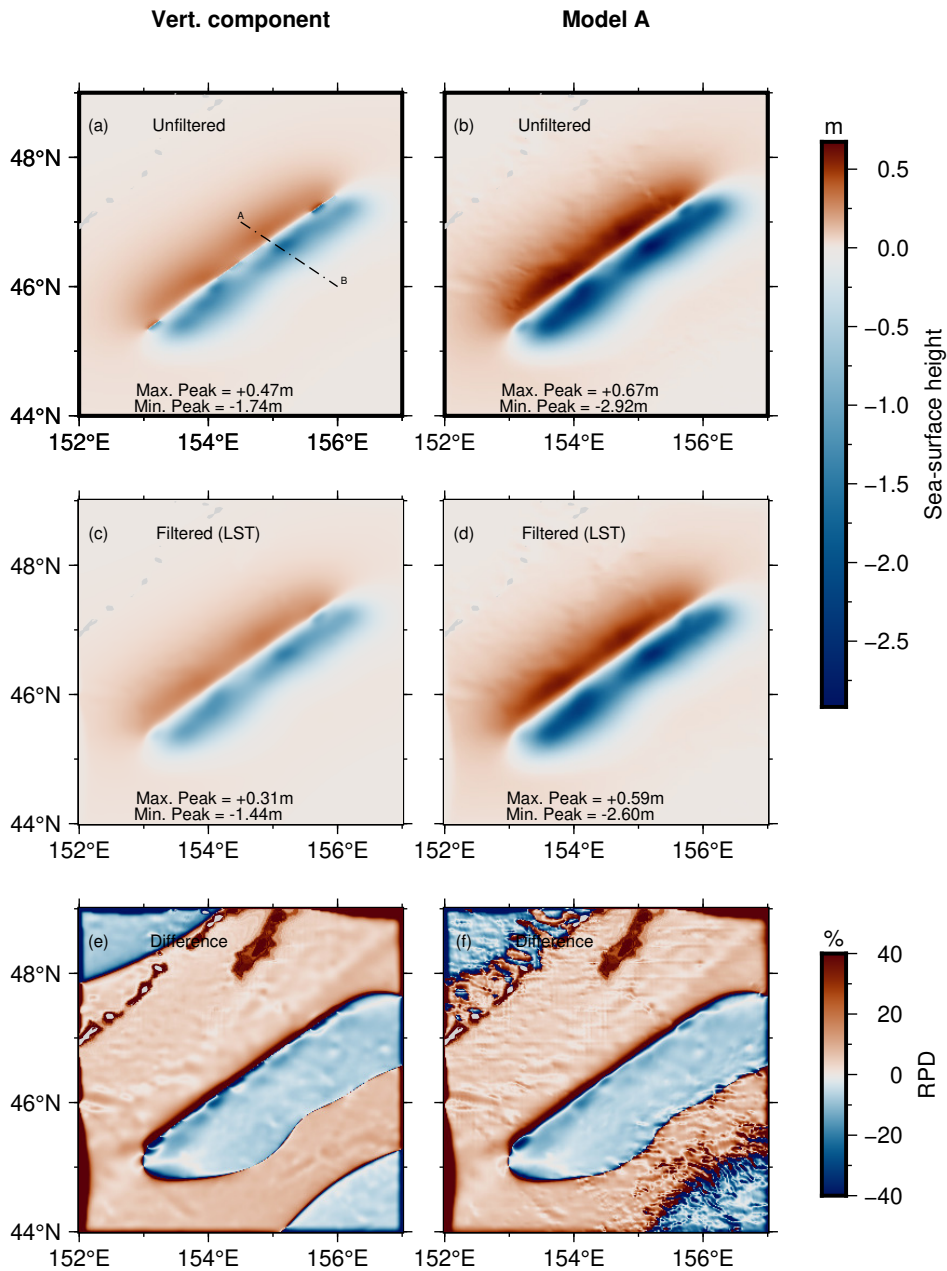 Vert. component
Model A
(a) Unfiltered
(b) Unfiltered
m
48°N
46°N
44°N
A
B
Max. Peak = +0.47m
Min. Peak = -1.74m
Max. Peak = +0.67m
Min. Peak = -2.92m
152°E 154°E 156°E
152°E 154°E 156°E
0.5
0.0
−0.5
−1.0
−1.5
−2.0
−2.5
Sea-surface height
(c) Filtered (LST)
(d) Filtered (LST)
48°N
46°N
44°N
Max. Peak = +0.31m
Min. Peak = -1.44m
Max. Peak = +0.59m
Min. Peak = -2.60m
152°E 154°E 156°E
152°E 154°E 156°E
(e) Difference
(f) Difference
%
48°N
46°N
44°N
152°E 154°E 156°E
152°E 154°E 156°E
40
20
0
−20
−40
RPD